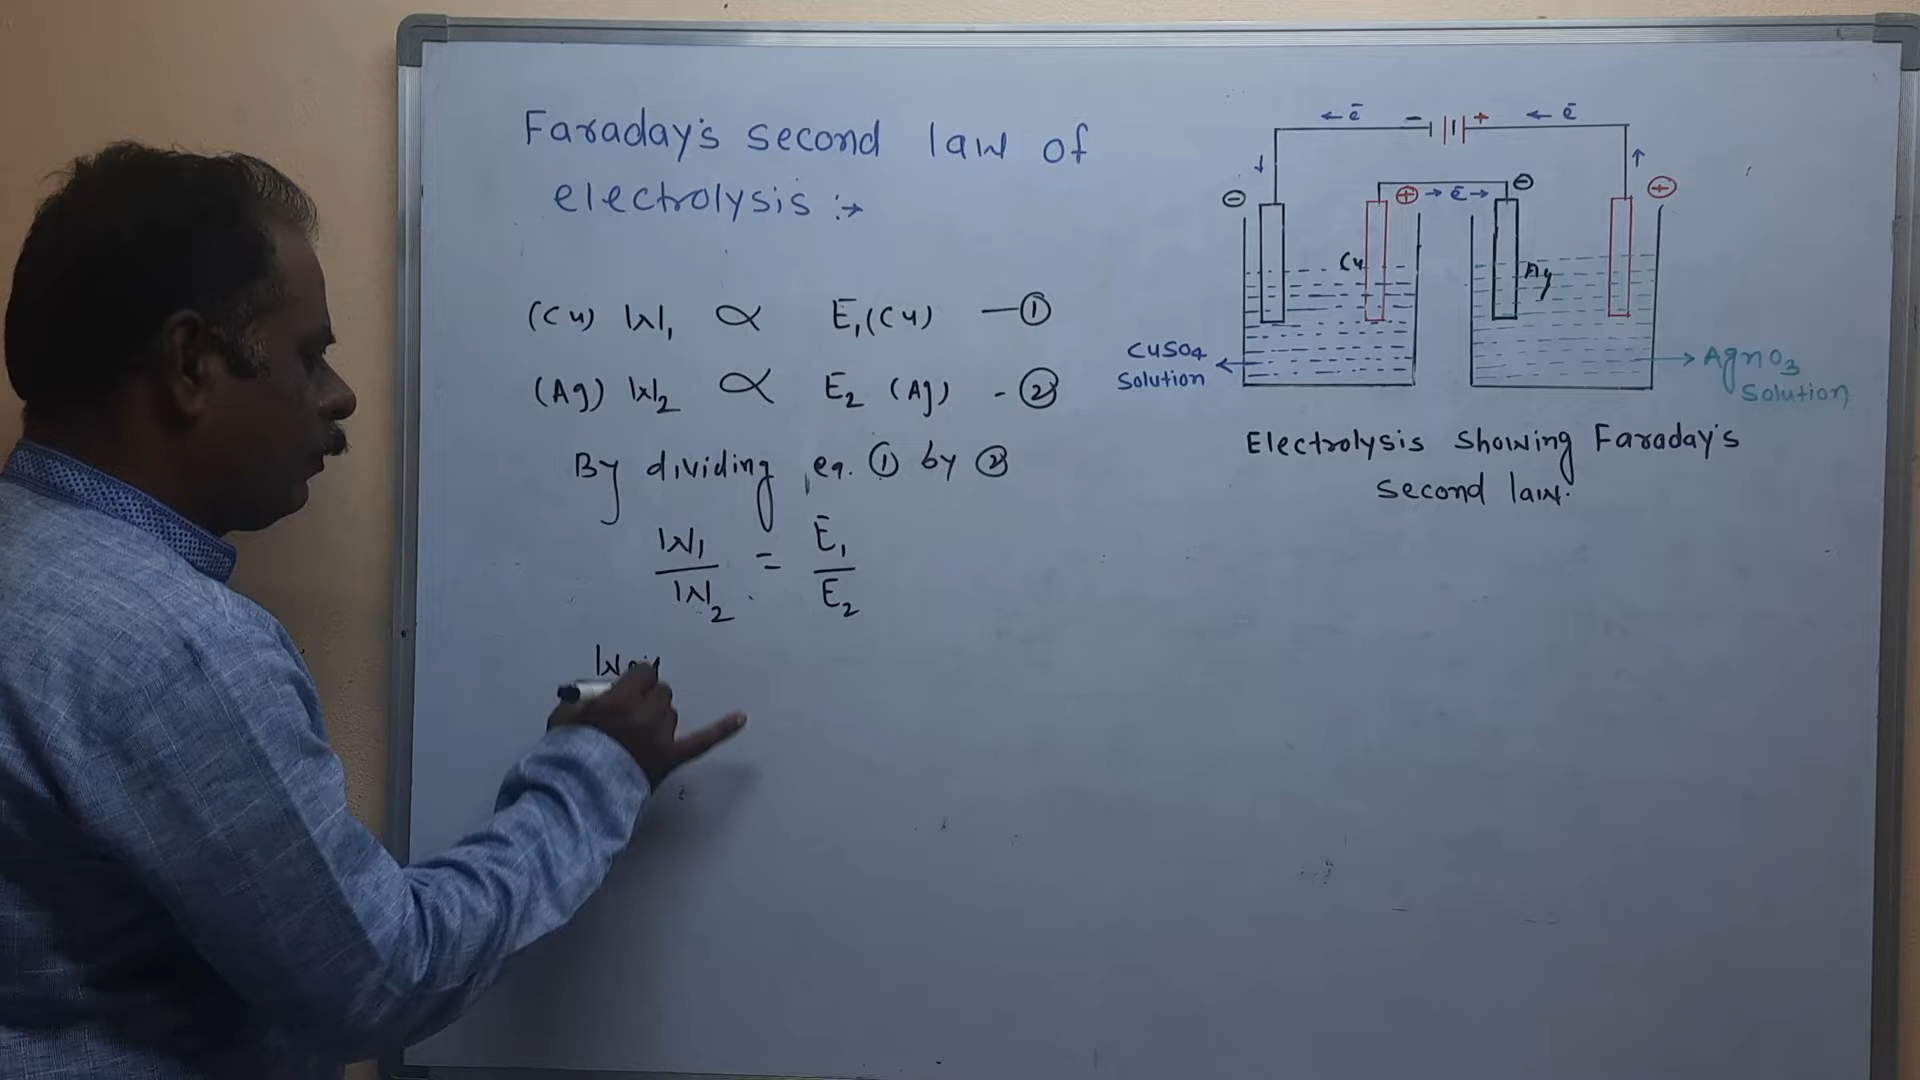 Faraday's second law of
electrolysis :→
(Cu) W₁ ∝ E₁(Cu) —①
(Ag) W₂ ∝ E₂ (Ag) - ②
By dividing eq. ① by ②
W₁/W₂ = E₁/E₂
← ē - + ← ē
↓ ↑
⊖ ⊕ → ē → ⊖ ⊕
Cu Ag
CuSO₄ ←
Solution
→ AgNO₃
Solution
Electrolysis showing Faraday's
second law.